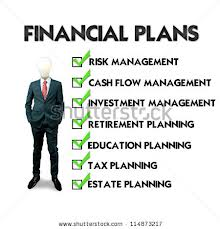 FINANCIAL PLANS
RISK MANAGEMENT
CASH FLOW MANAGEMENT
INVESTMENT MANAGEMENT
RETIREMENT PLANNING
EDUCATION PLANNING
TAX PLANNING
ESTATE PLANNING
shutterstock
www.shutterstock.com · 114873217